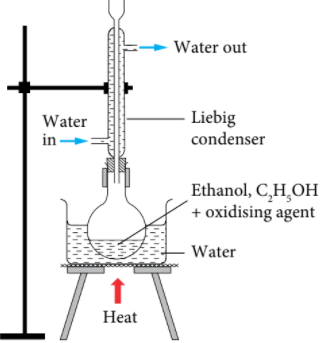 Water out
Water
in
Liebig
condenser
Ethanol, C₂H₅OH
+ oxidising agent
Water
Heat